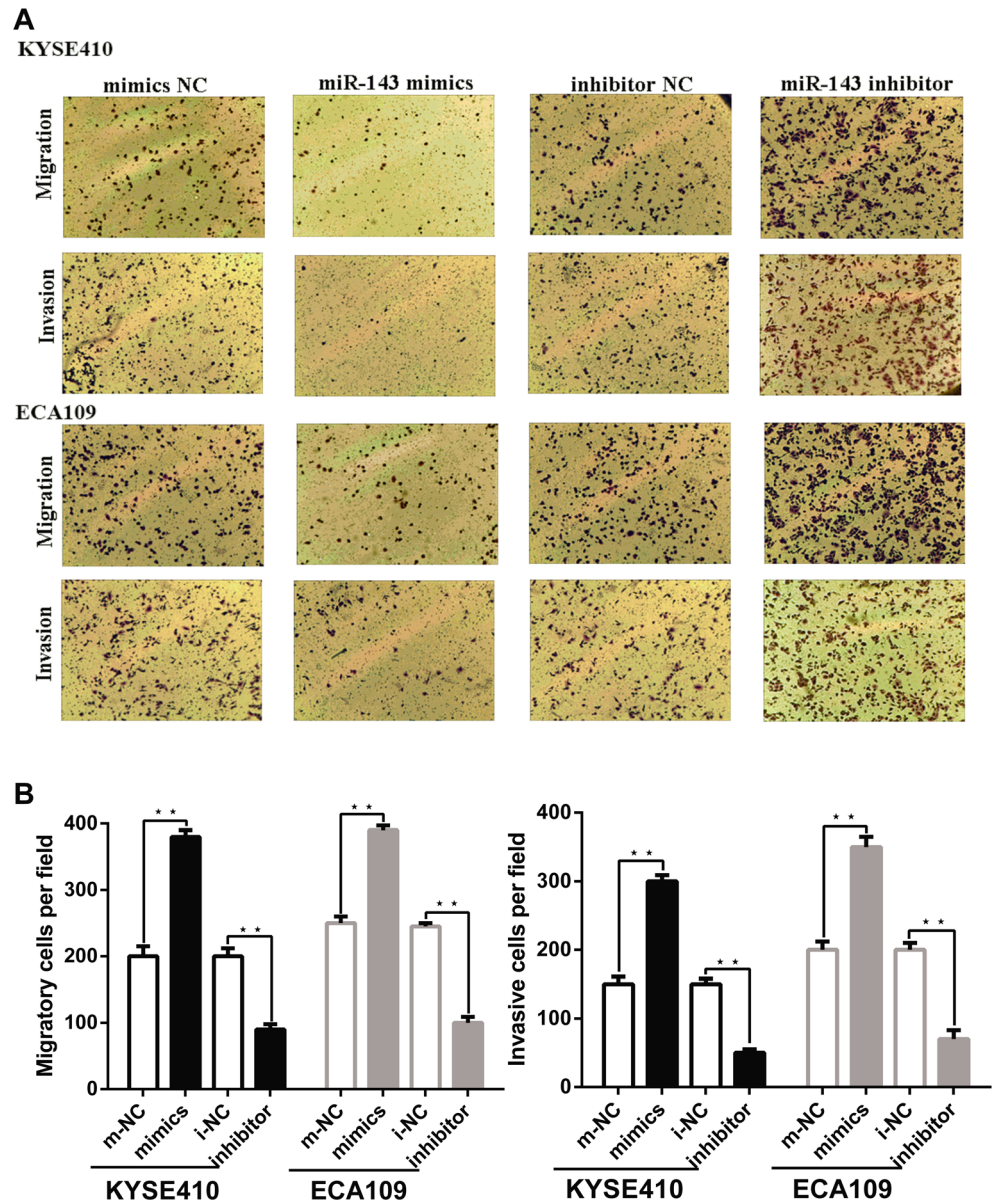 A
KYSE410
mimics NC
miR-143 mimics
inhibitor NC
miR-143 inhibitor
Migration
Invasion
ECA109
Migration
Invasion
B
Migratory cells per field
400
300
200
100
0
★ ★
★ ★
★ ★
★ ★
m-NC
mimics
i-NC
inhibitor
m-NC
mimics
i-NC
inhibitor
KYSE410
ECA109
Invasive cells per field
400
300
200
100
0
★ ★
★ ★
★ ★
★ ★
m-NC
mimics
i-NC
inhibitor
m-NC
mimics
i-NC
inhibitor
KYSE410
ECA109